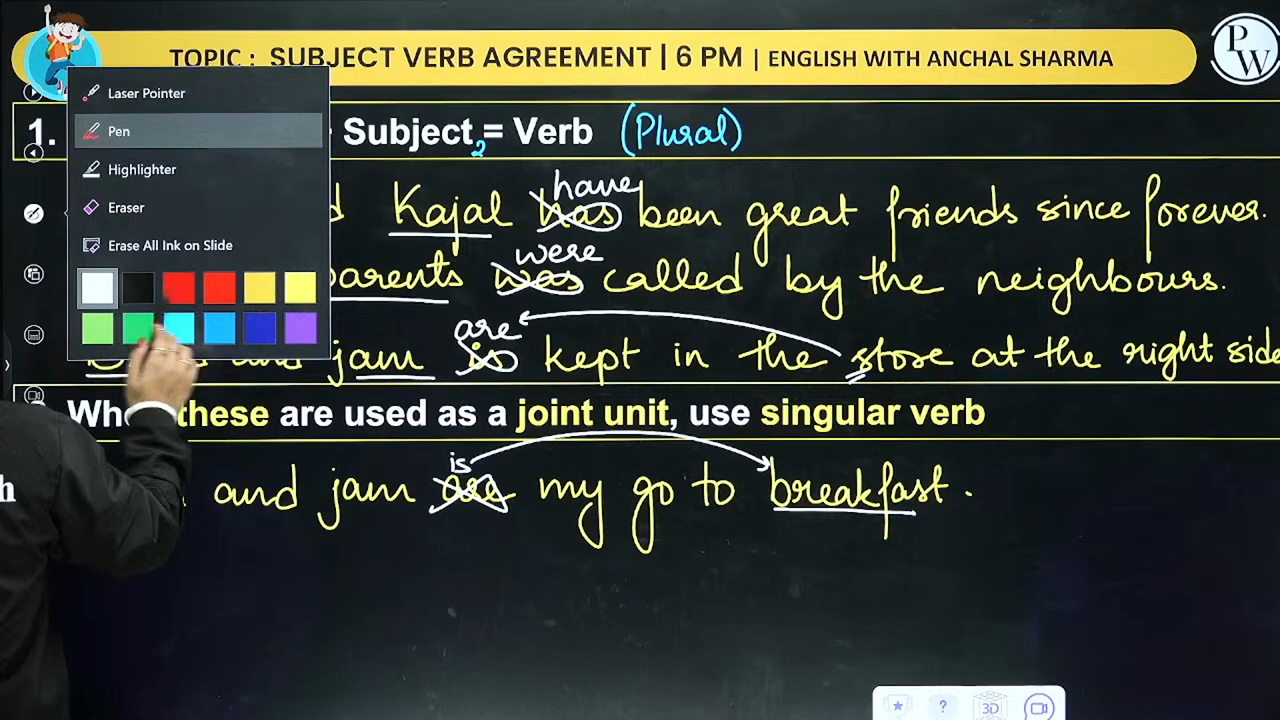 TOPIC : SUBJECT VERB AGREEMENT | 6 PM | ENGLISH WITH ANCHAL SHARMA
P
W
Laser Pointer
Pen
Highlighter
Eraser
Erase All Ink on Slide
1. Subject 2 = Verb (Plural)
have
Kajal has been great friends since forever.
were
parents was called by the neighbours.
are
and jam is kept in the store at the right side
these are used as a joint unit, use singular verb
is
and jam are my go to breakfast.
h
?
3D